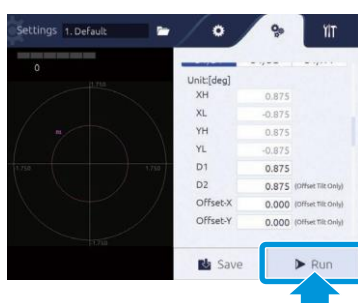 Settings 1. Default
0
1.750
1.750 1.750
1.750
m
Unit:[deg]
XH 0.875
XL -0.875
YH 0.875
YL -0.875
D1 0.875
D2 0.875 (Offset Tilt Only)
Offset-X 0.000 (Offset Tilt Only)
Offset-Y 0.000 (Offset Tilt Only)
Save Run